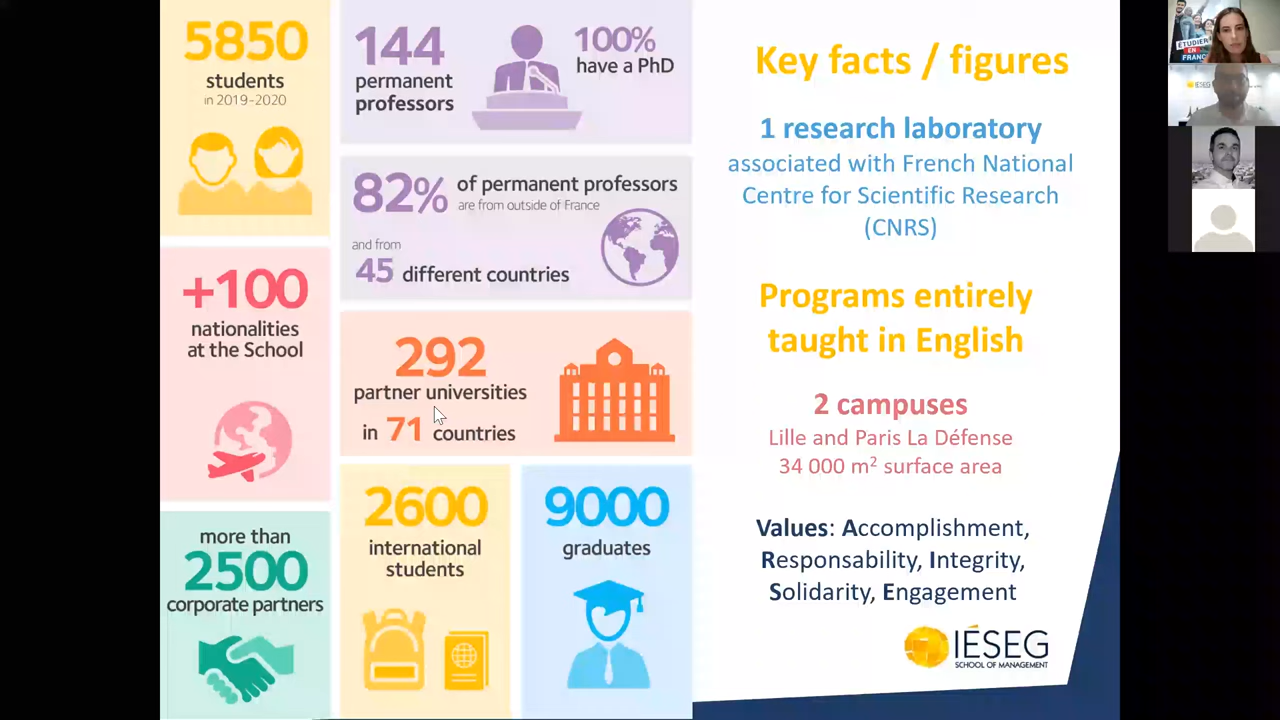 5850
students
in 2019-2020
+100
nationalities
at the School
more than
2500
corporate partners
144
permanent
professors
100%
have a PhD
82% of permanent professors
are from outside of France
and from
45 different countries
292
partner universities
in 71 countries
2600
international
students
9000
graduates
Key facts / figures
1 research laboratory
associated with French National
Centre for Scientific Research
(CNRS)
Programs entirely
taught in English
2 campuses
Lille and Paris La Défense
34 000 m² surface area
Values: Accomplishment,
Responsability, Integrity,
Solidarity, Engagement
IÉSEG
SCHOOL OF MANAGEMENT
ÉTUDIER
EN
FRANCE
IÉSEG